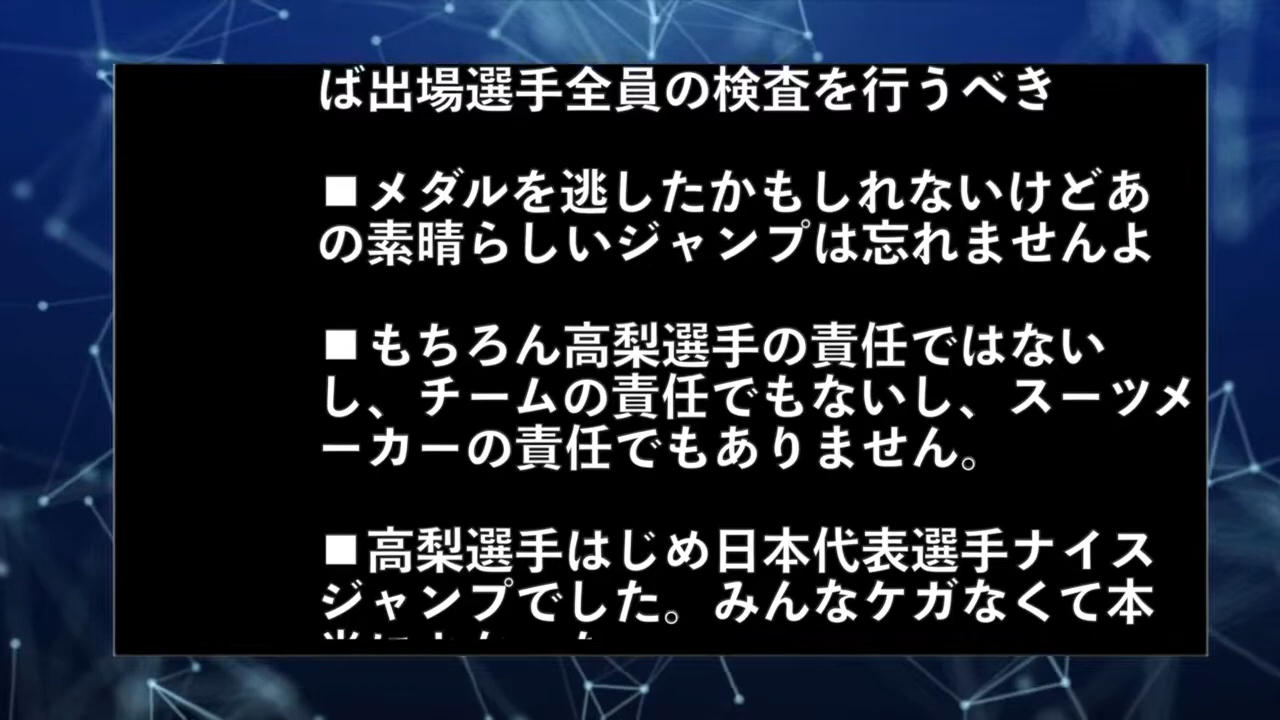 ば出場選手全員の検査を行うべき
■メダルを逃したかもしれないけどあ
の素晴らしいジャンプは忘れませんよ
■もちろん高梨選手の責任ではない
し、チームの責任でもないし、スーツメ
ーカーの責任でもありません。
■高梨選手はじめ日本代表選手ナイス
ジャンプでした。みんなケガなくて本